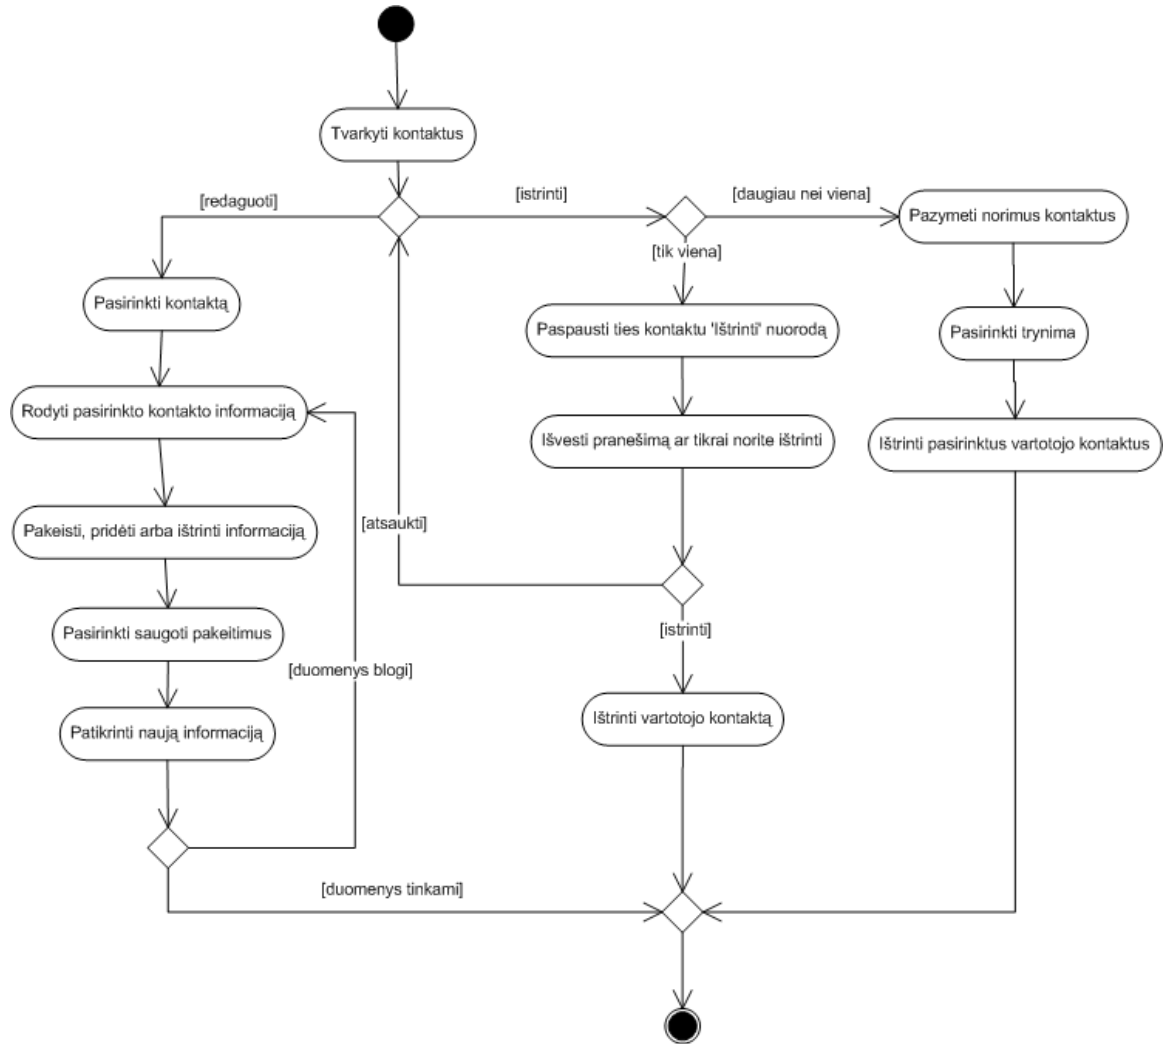 Tvarkyti kontaktus
[redaguoti]
[istrinti]
[daugiau nei viena]
Pazymeti norimus kontaktus
[tik viena]
Pasirinkti kontaktą
Paspausti ties kontaktu 'Ištrinti' nuorodą
Pasirinkti trynima
Rodyti pasirinkto kontakto informaciją
Išvesti pranešimą ar tikrai norite ištrinti
Ištrinti pasirinktus vartotojo kontaktus
[atsaukti]
Pakeisti, pridėti arba ištrinti informaciją
Pasirinkti saugoti pakeitimus
[istrinti]
[duomenys blogi]
Ištrinti vartotojo kontaktą
Patikrinti naują informaciją
[duomenys tinkami]